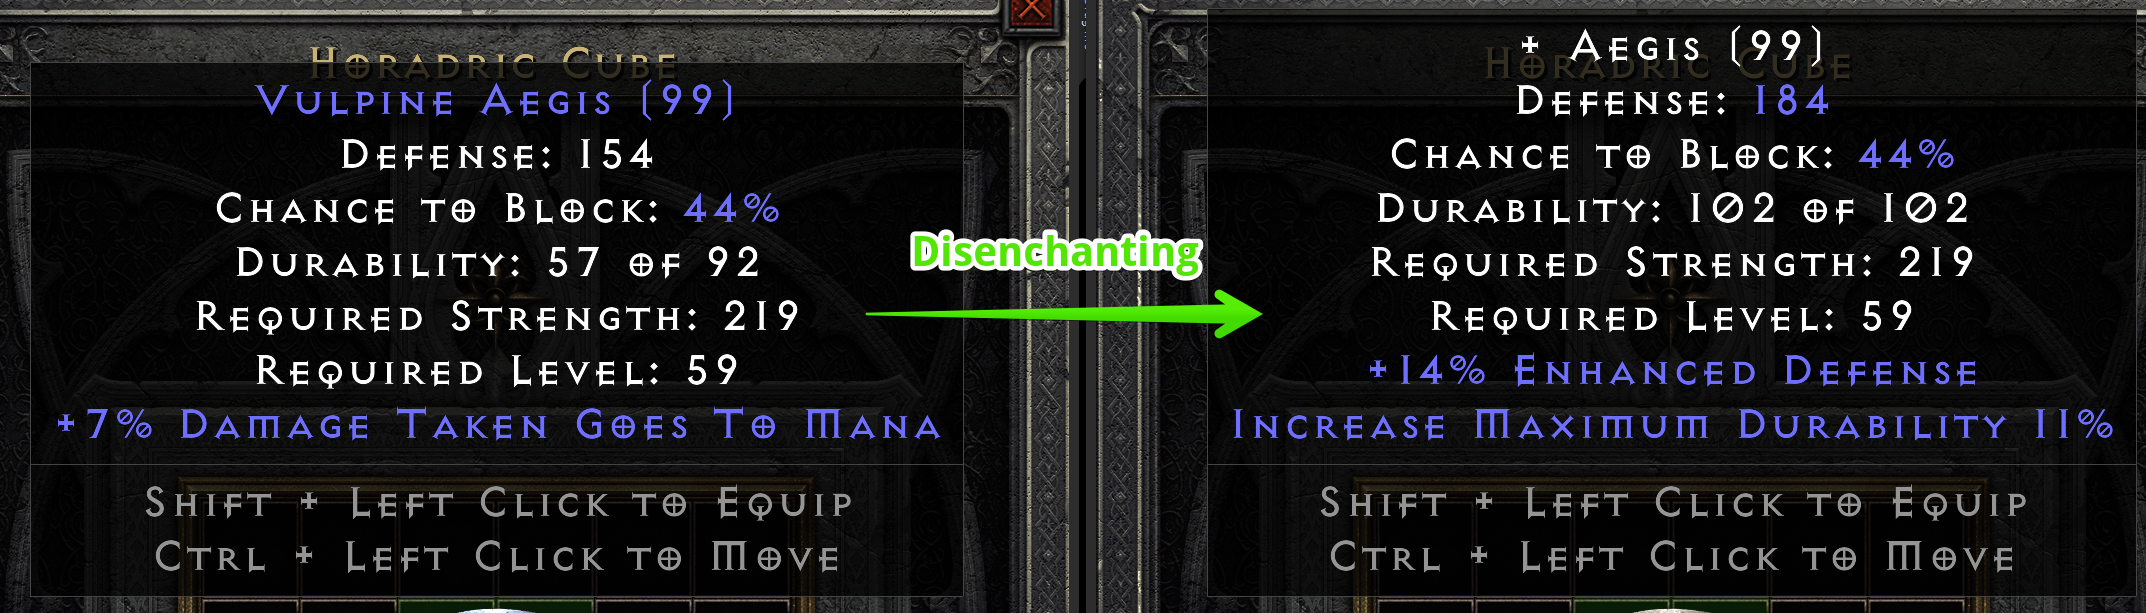 Horadric Cube
Vulpine Aegis (99)
Defense: 154
Chance to Block: 44%
Durability: 57 of 92
Required Strength: 219
Required Level: 59
+7% Damage Taken Goes To Mana
Shift + Left Click to Equip
Ctrl + Left Click to Move
Disenchanting
Horadric Cube
+ Aegis (99)
Defense: 184
Chance to Block: 44%
Durability: 102 of 102
Required Strength: 219
Required Level: 59
+14% Enhanced Defense
Increase Maximum Durability 11%
Shift + Left Click to Equip
Ctrl + Left Click to Move